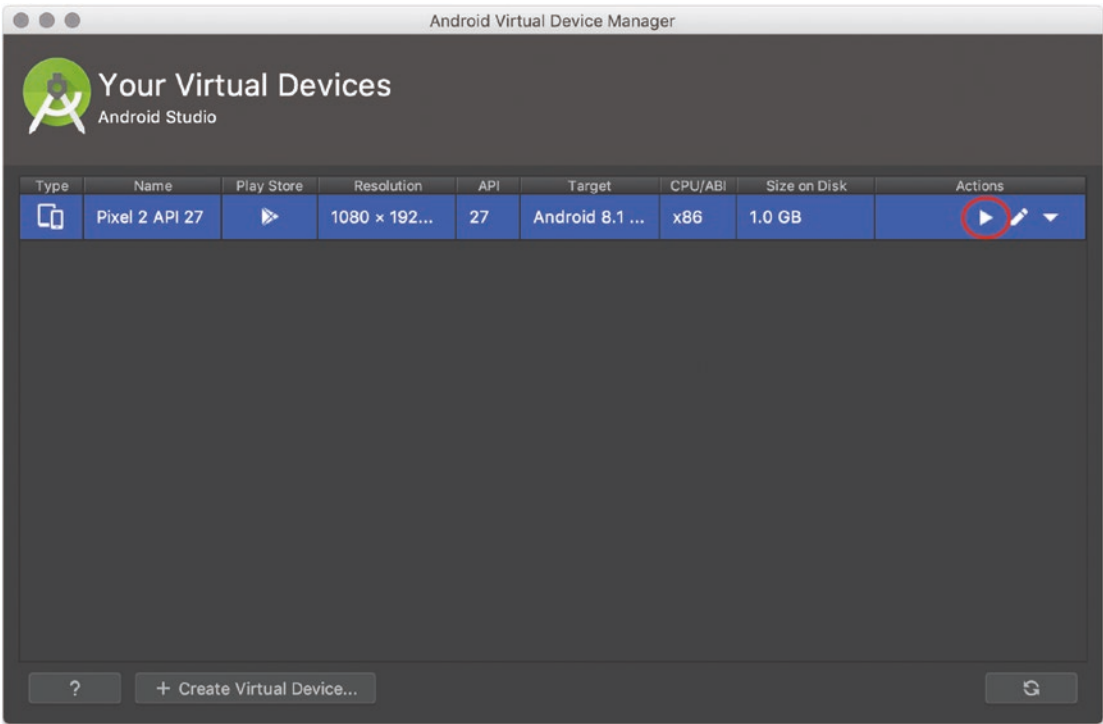 Android Virtual Device Manager
Your Virtual Devices
Android Studio
Type Name Play Store Resolution API Target CPU/ABI Size on Disk Actions
Pixel 2 API 27 1080 × 192... 27 Android 8.1 ... x86 1.0 GB
? + Create Virtual Device...